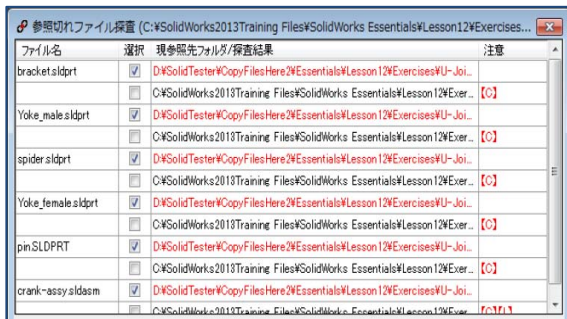 参照切れファイル探査 (C:¥SolidWorks2013Training Files¥SolidWorks Essentials¥Lesson12¥Exercises...
ファイル名 選択 現参照先フォルダ/探査結果 注意
bracket.sldprt D:¥SolidTester¥CopyFilesHere2¥Essentials¥Lesson12¥Exercises¥U-Joi...
C:¥SolidWorks2013Training Files¥SolidWorks Essentials¥Lesson12¥Exer... 【C】
Yoke_male.sldprt D:¥SolidTester¥CopyFilesHere2¥Essentials¥Lesson12¥Exercises¥U-Joi...
C:¥SolidWorks2013Training Files¥SolidWorks Essentials¥Lesson12¥Exer... 【C】
spider.sldprt D:¥SolidTester¥CopyFilesHere2¥Essentials¥Lesson12¥Exercises¥U-Joi...
C:¥SolidWorks2013Training Files¥SolidWorks Essentials¥Lesson12¥Exer... 【C】
Yoke_female.sldprt D:¥SolidTester¥CopyFilesHere2¥Essentials¥Lesson12¥Exercises¥U-Joi...
C:¥SolidWorks2013Training Files¥SolidWorks Essentials¥Lesson12¥Exer... 【C】
pin.SLDPRT D:¥SolidTester¥CopyFilesHere2¥Essentials¥Lesson12¥Exercises¥U-Joi...
C:¥SolidWorks2013Training Files¥SolidWorks Essentials¥Lesson12¥Exer... 【C】
crank-assy.sldasm D:¥SolidTester¥CopyFilesHere2¥Essentials¥Lesson12¥Exercises¥U-Joi...
C:¥SolidWorks2013Training Files¥SolidWorks Essentials¥Lesson12¥Exer...